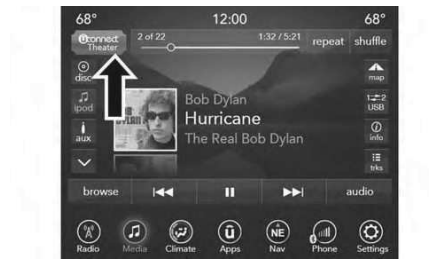 68° 12:00 68°
Uconnect Theater
2 of 22 1:32 / 5:21 repeat shuffle
disc map
Bob Dylan
ipod USB
Hurricane
aux info
The Real Bob Dylan
trks
browse audio
Radio Media Climate Apps Nav Phone Settings
NE